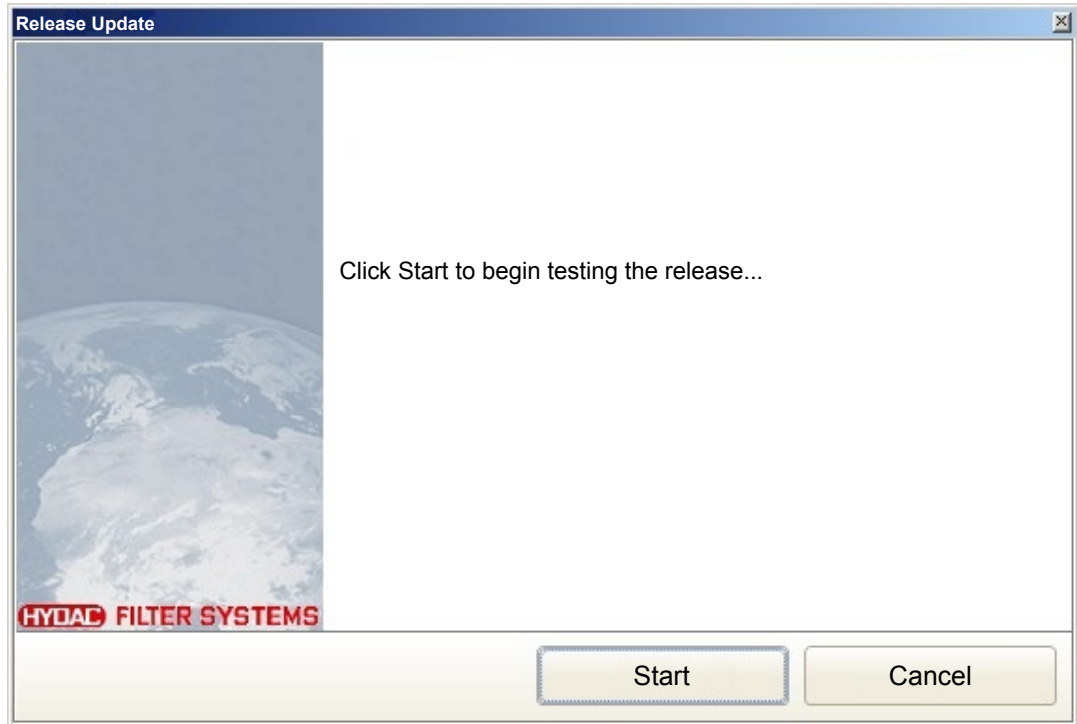 Release Update
Click Start to begin testing the release...
HYDAC FILTER SYSTEMS
Start
Cancel